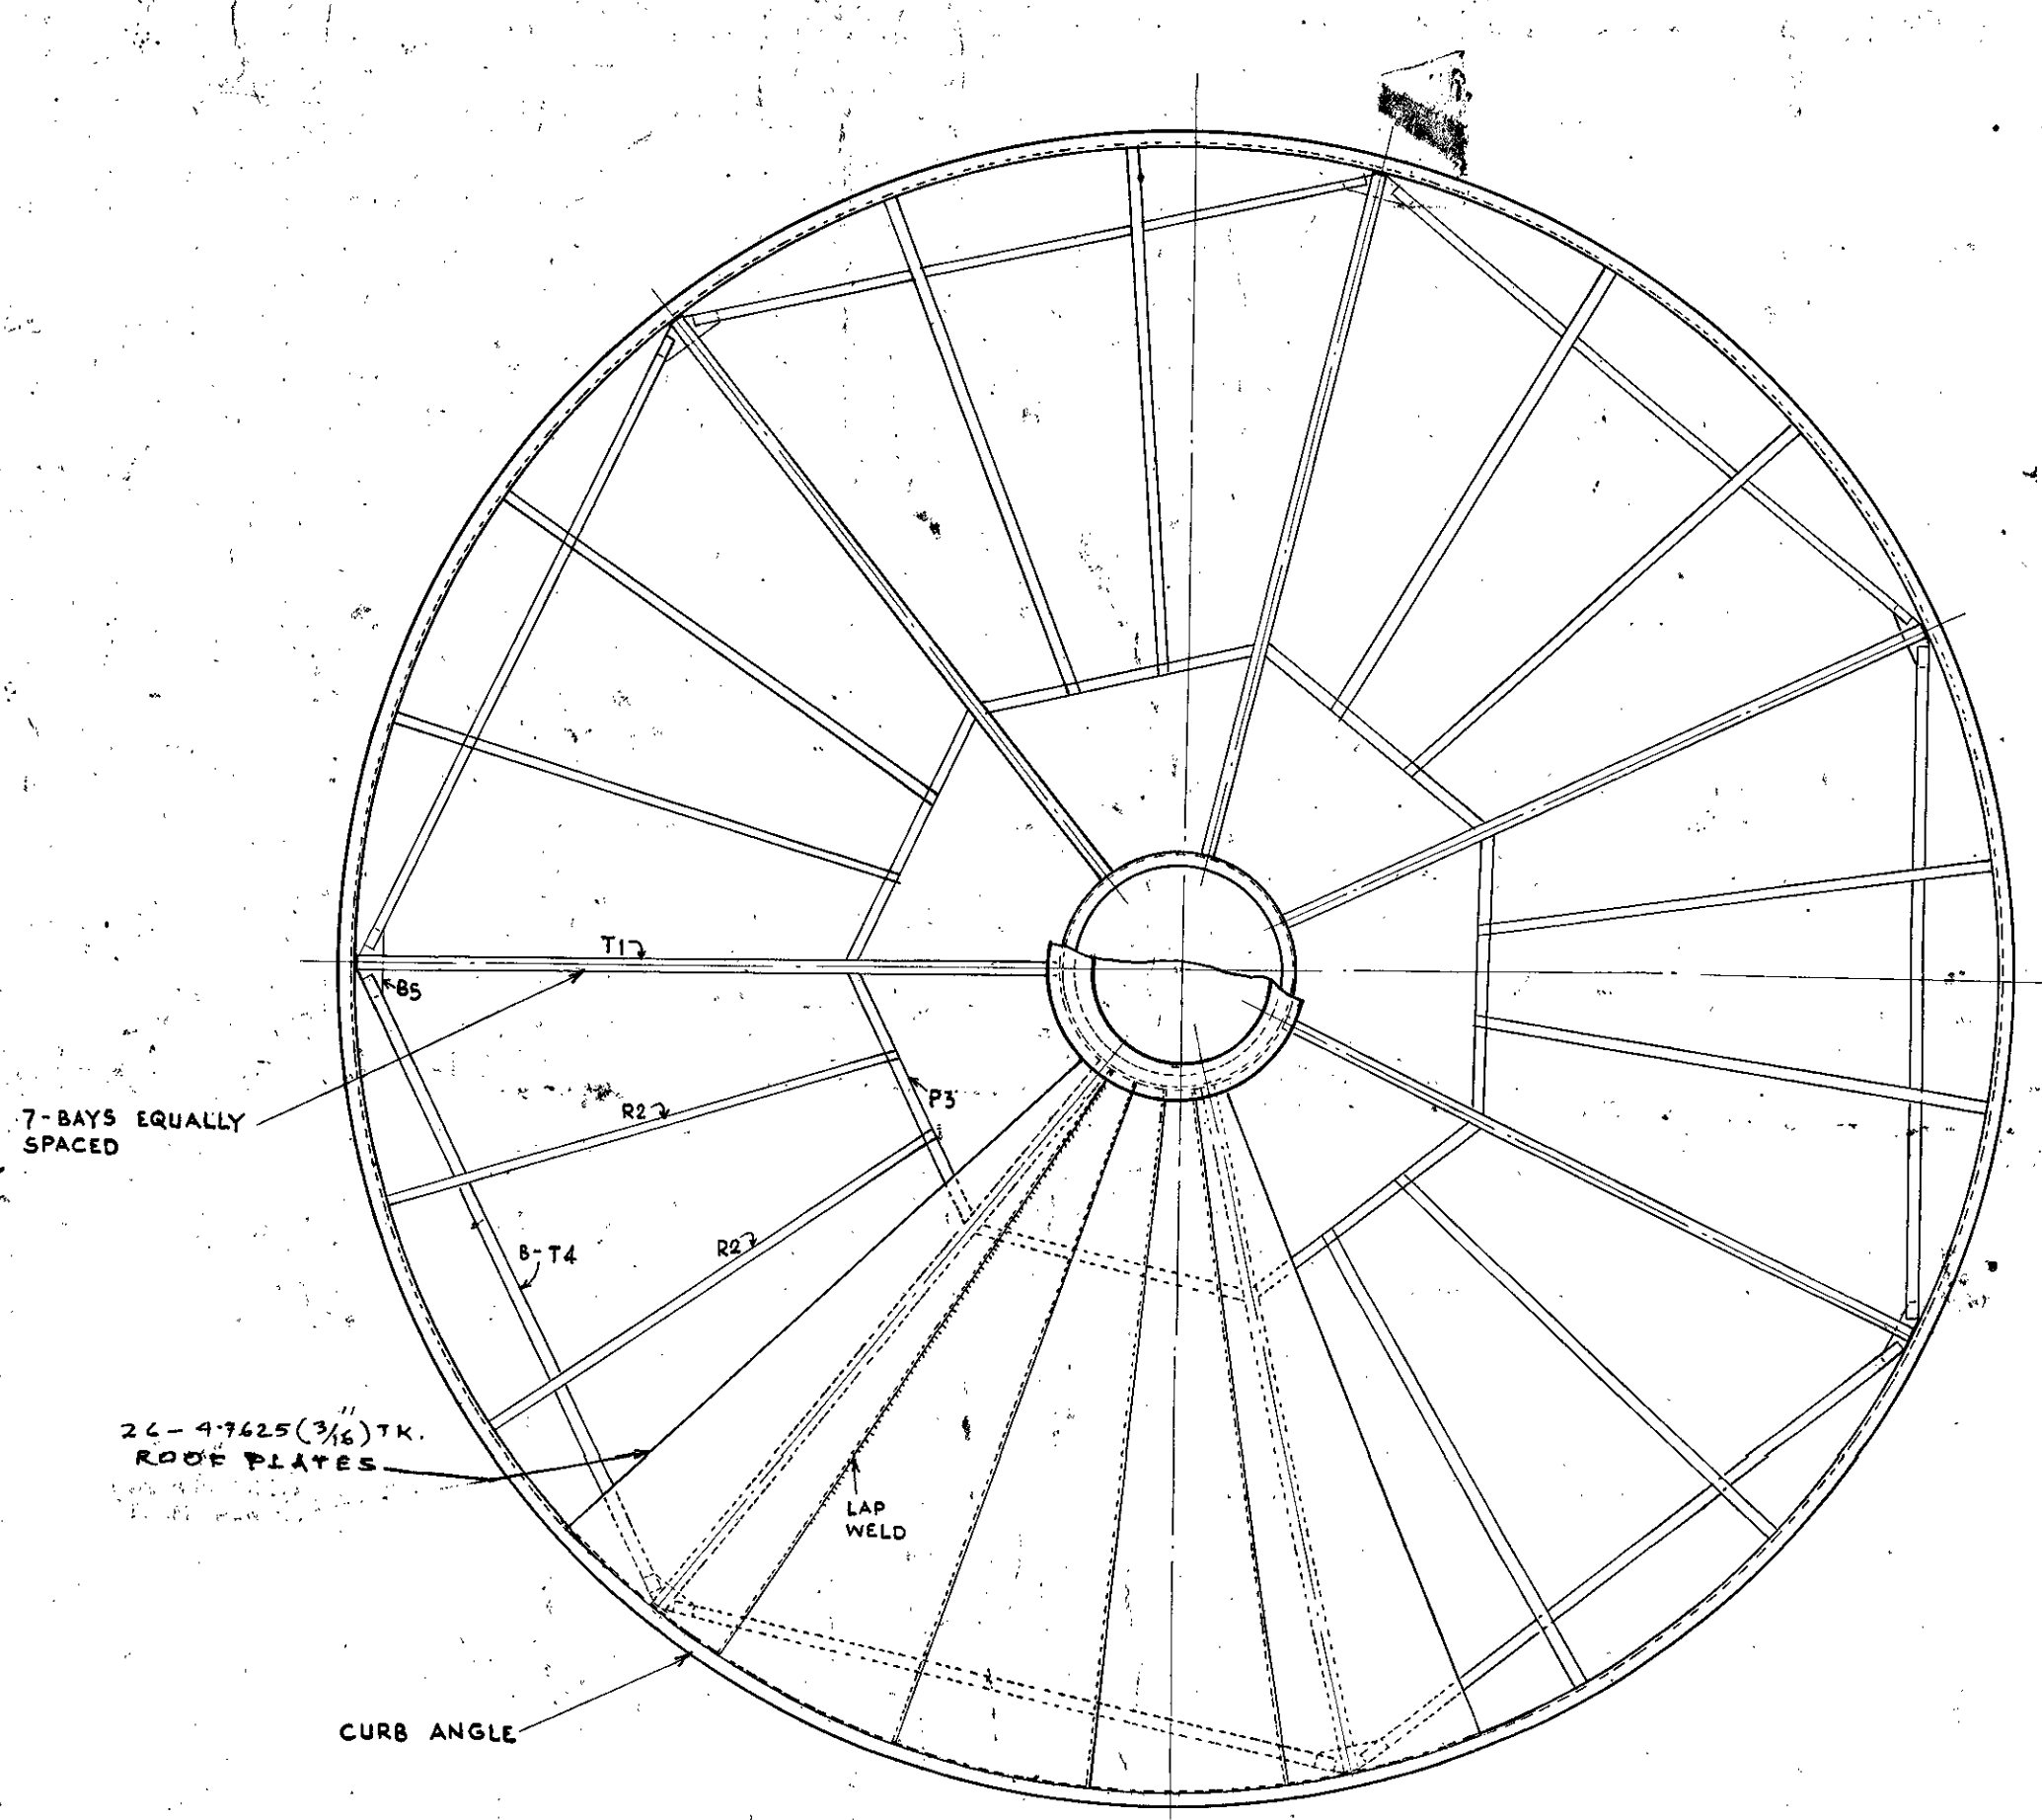 T1
B5
7-BAYS EQUALLY
SPACED
R2
P3
R2
B-T4
26 - 4.7625 (3/16") TK.
ROOF PLATES
LAP
WELD
CURB ANGLE